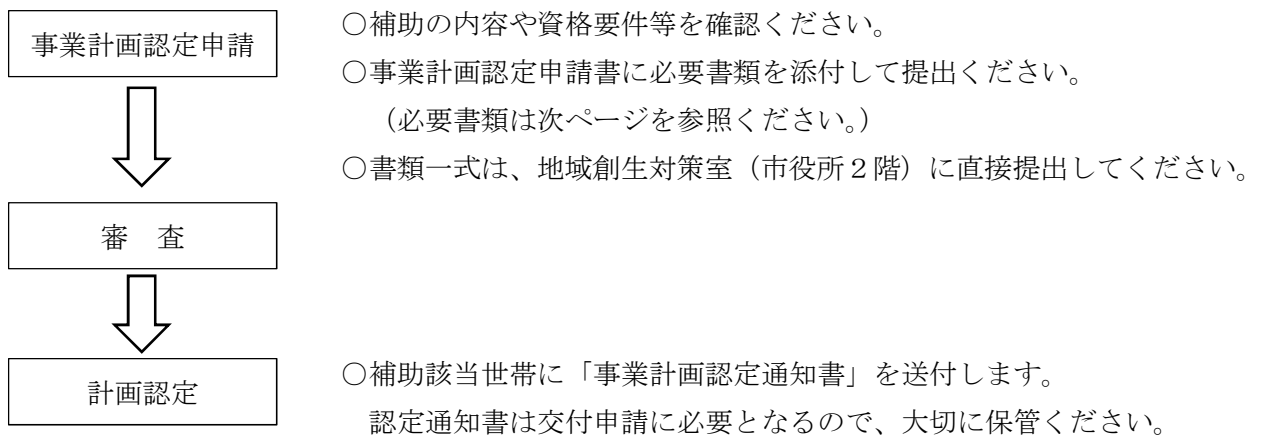 事業計画認定申請
○補助の内容や資格要件等を確認ください。
○事業計画認定申請書に必要書類を添付して提出ください。
（必要書類は次ページを参照ください。）
○書類一式は、地域創生対策室（市役所２階）に直接提出してください。
審　査
計画認定
○補助該当世帯に「事業計画認定通知書」を送付します。
認定通知書は交付申請に必要となるので、大切に保管ください。